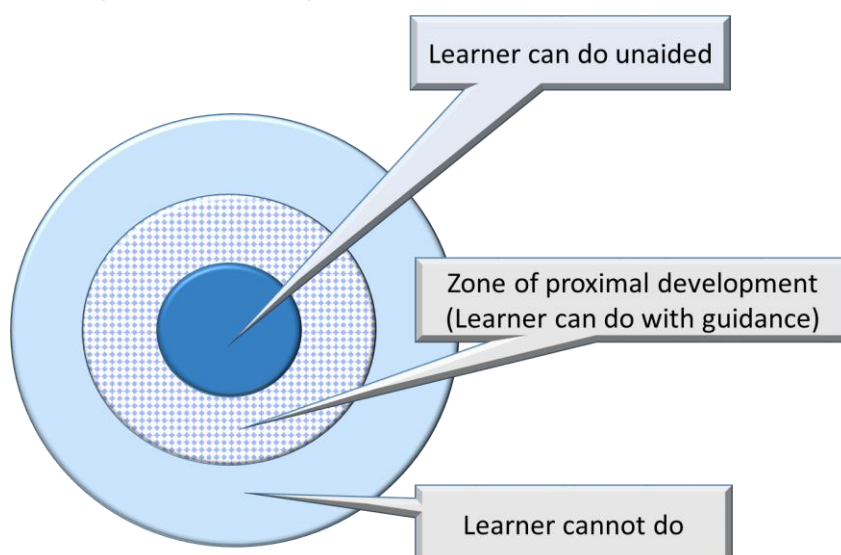 Learner can do unaided
Zone of proximal development
(Learner can do with guidance)
Learner cannot do